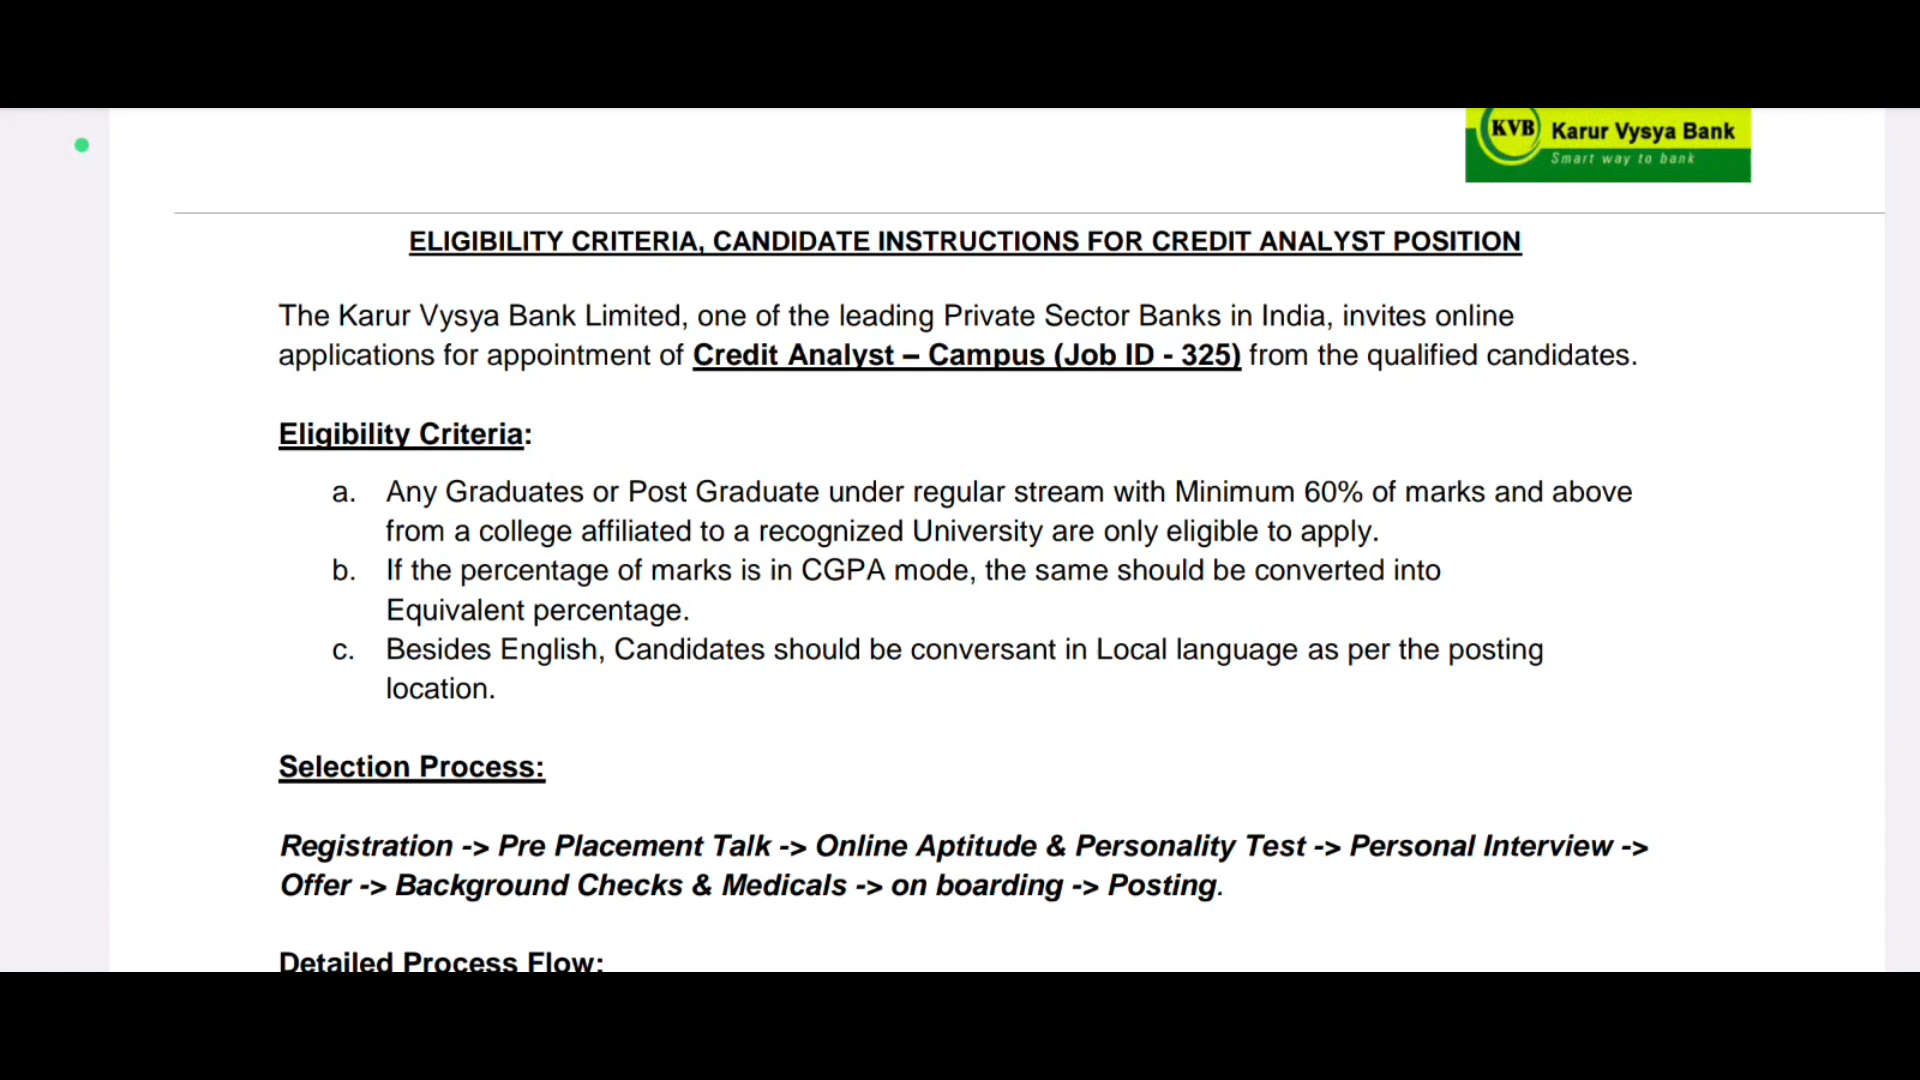 KVB Karur Vysya Bank
Smart way to bank
ELIGIBILITY CRITERIA, CANDIDATE INSTRUCTIONS FOR CREDIT ANALYST POSITION
The Karur Vysya Bank Limited, one of the leading Private Sector Banks in India, invites online
applications for appointment of Credit Analyst – Campus (Job ID - 325) from the qualified candidates.
Eligibility Criteria:
a. Any Graduates or Post Graduate under regular stream with Minimum 60% of marks and above
from a college affiliated to a recognized University are only eligible to apply.
b. If the percentage of marks is in CGPA mode, the same should be converted into
Equivalent percentage.
c. Besides English, Candidates should be conversant in Local language as per the posting
location.
Selection Process:
Registration -> Pre Placement Talk -> Online Aptitude & Personality Test -> Personal Interview ->
Offer -> Background Checks & Medicals -> on boarding -> Posting.
Detailed Process Flow: